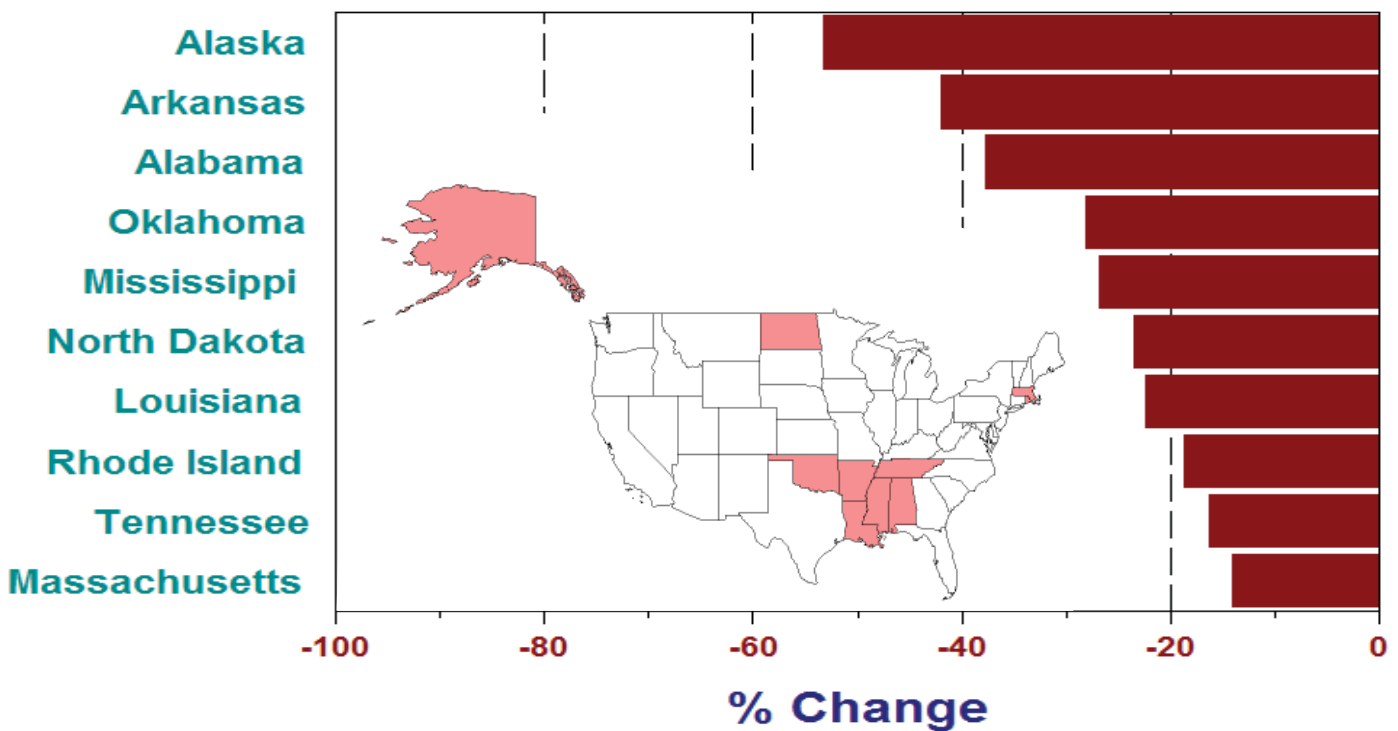 Alaska
Arkansas
Alabama
Oklahoma
Mississippi
North Dakota
Louisiana
Rhode Island
Tennessee
Massachusetts
-100 -80 -60 -40 -20 0
% Change